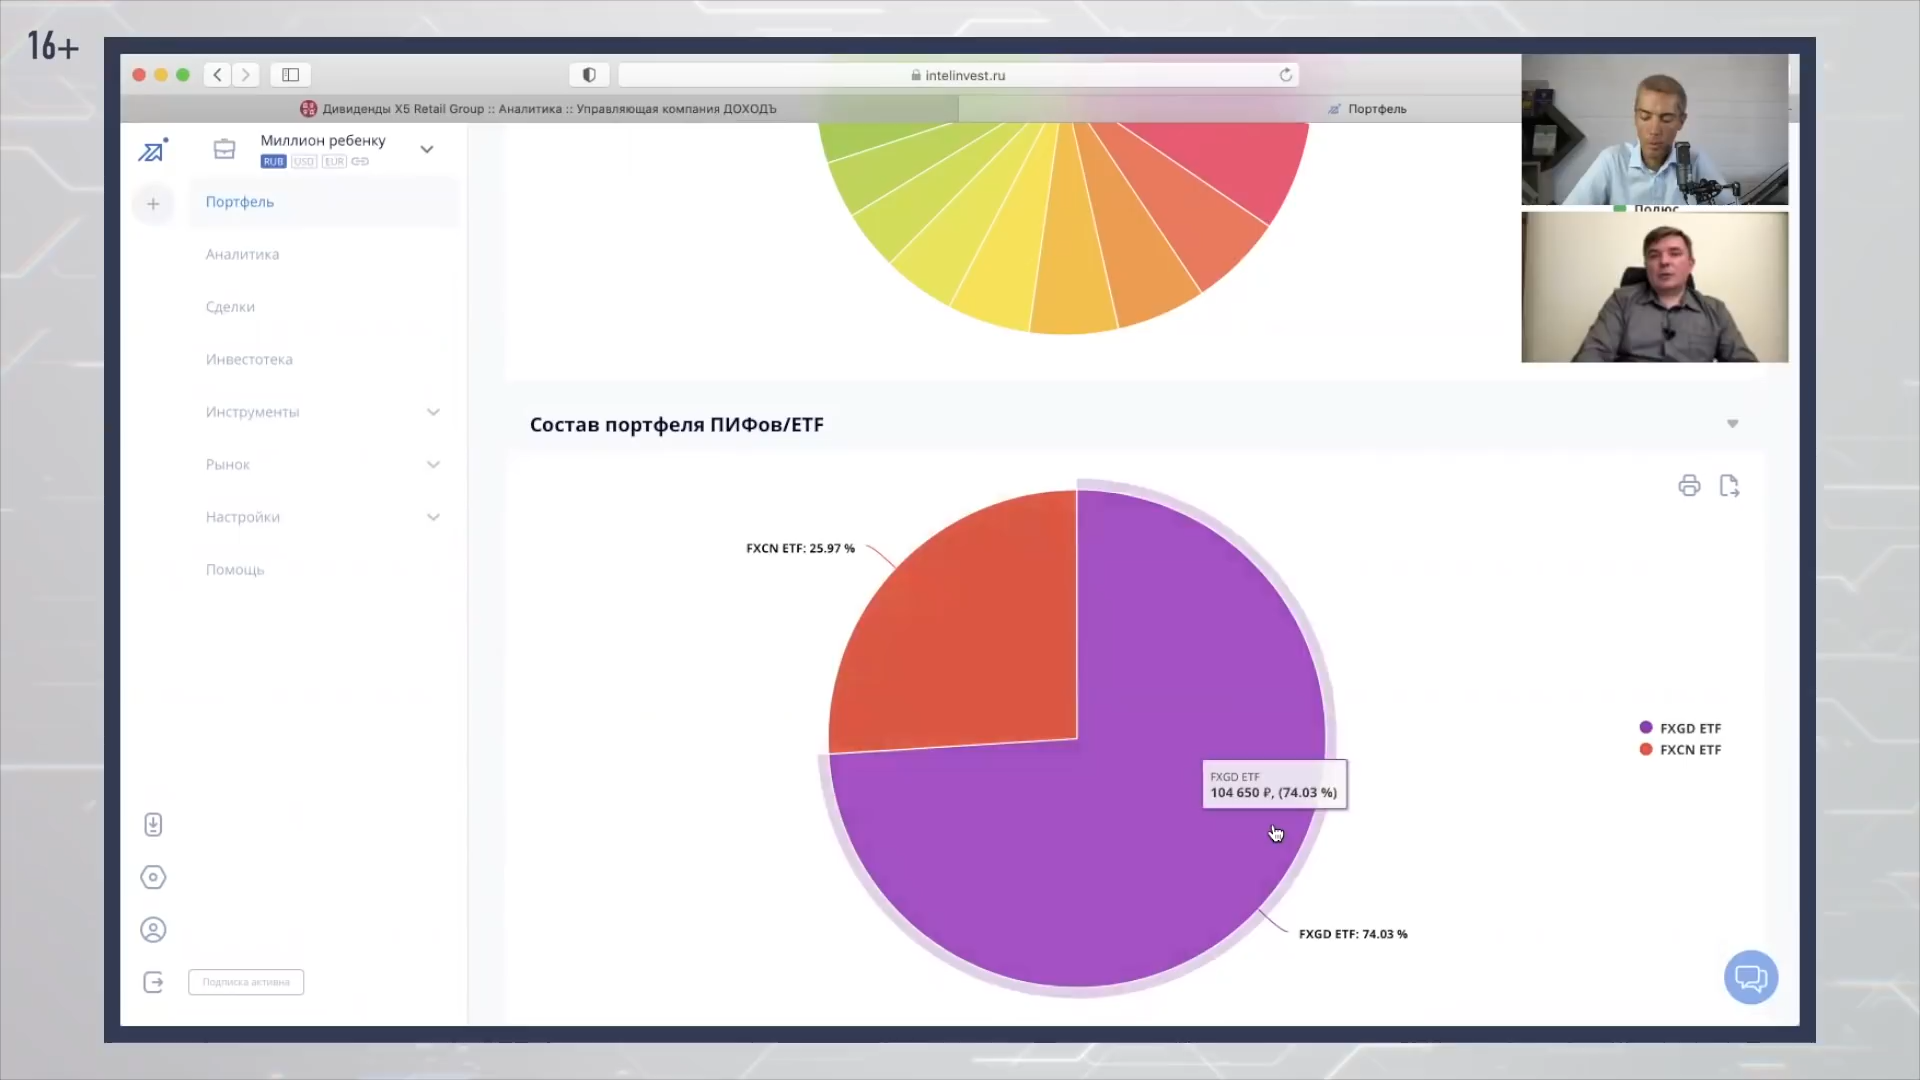 16+
intelinvest.ru
Дивиденды X5 Retail Group :: Аналитика :: Управляющая компания ДОХОДЪ
Портфель
Миллион ребенку
RUB USD EUR
Портфель
Аналитика
Сделки
Инвестотека
Инструменты
Рынок
Настройки
Помощь
Подписка активна
Полюс
Состав портфеля ПИФов/ETF
FXCN ETF: 25.97 %
FXGD ETF
104 650 ₽, (74.03 %)
FXGD ETF: 74.03 %
FXGD ETF
FXCN ETF